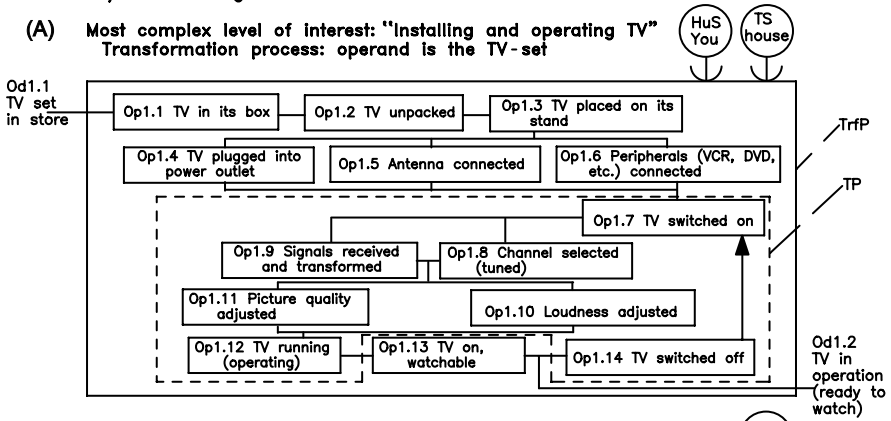 (A) Most complex level of interest: "Installing and operating TV"
Transformation process: operand is the TV-set
HuS
You
TS
house
Od1.1
TV set
in store
Op1.1 TV in its box
Op1.2 TV unpacked
Op1.3 TV placed on its
stand
TrfP
Op1.4 TV plugged into
power outlet
Op1.5 Antenna connected
Op1.6 Peripherals (VCR, DVD,
etc.) connected
TP
Op1.7 TV switched on
Op1.9 Signals received
and transformed
Op1.8 Channel selected
(tuned)
Op1.11 Picture quality
adjusted
Op1.10 Loudness adjusted
Op1.12 TV running
(operating)
Op1.13 TV on,
watchable
Op1.14 TV switched off
Od1.2
TV in
operation
(ready to
watch)